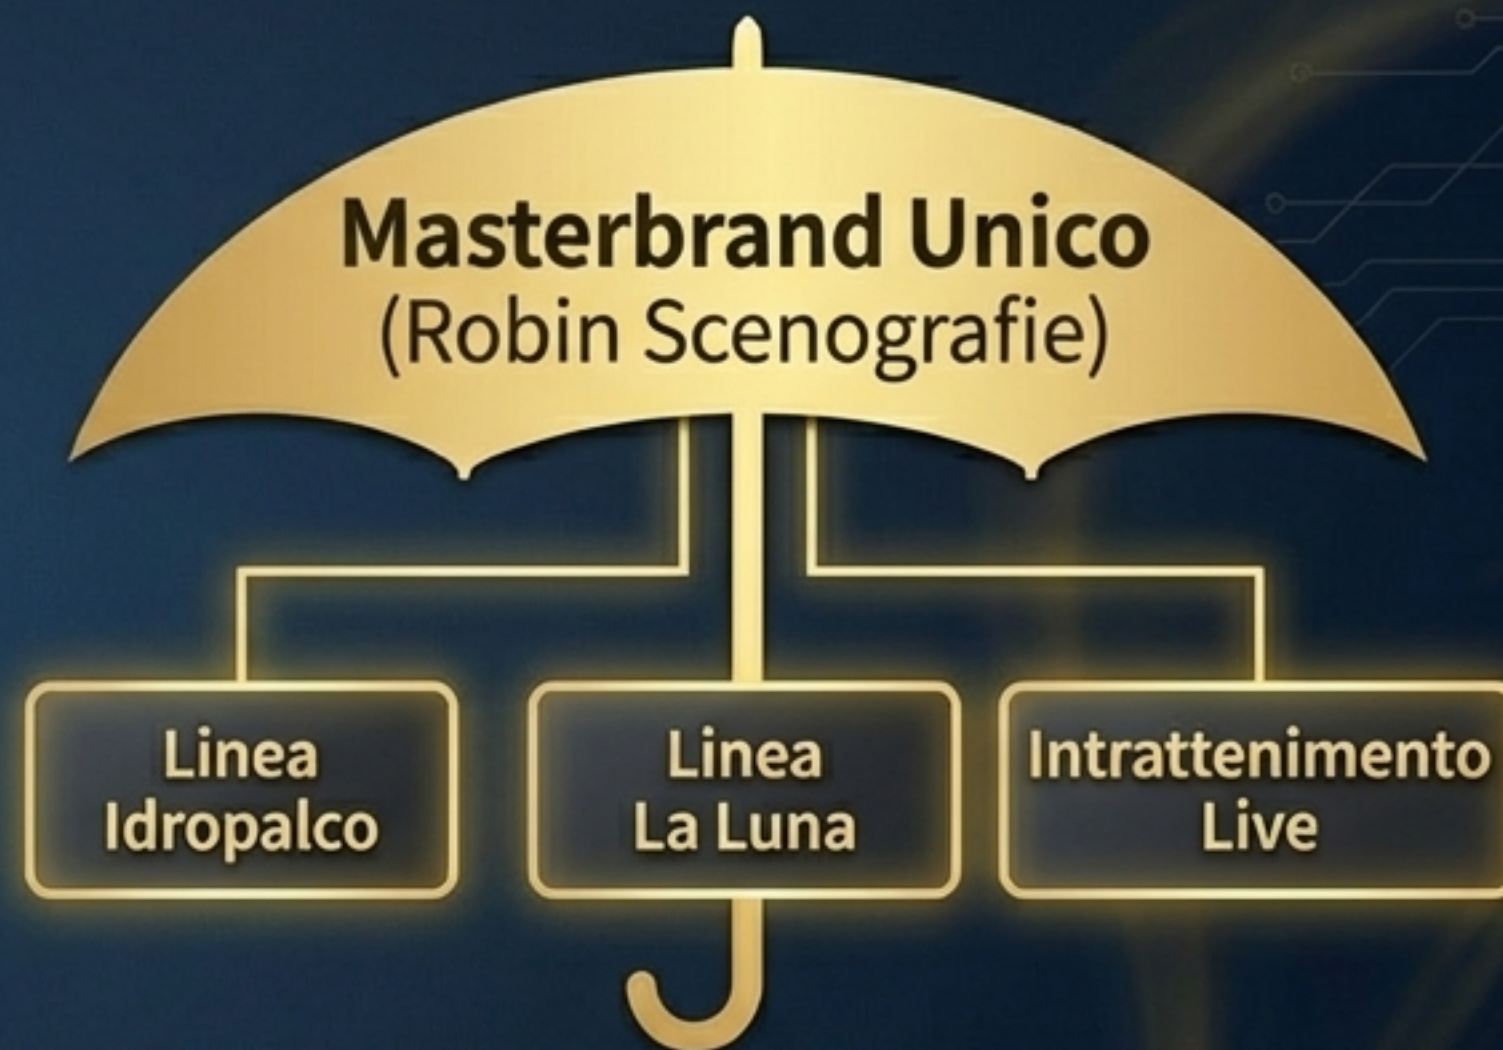 Masterbrand Unico
(Robin Scenografie)
Linea
Idropalco
Linea
La Luna
Intrattenimento
Live